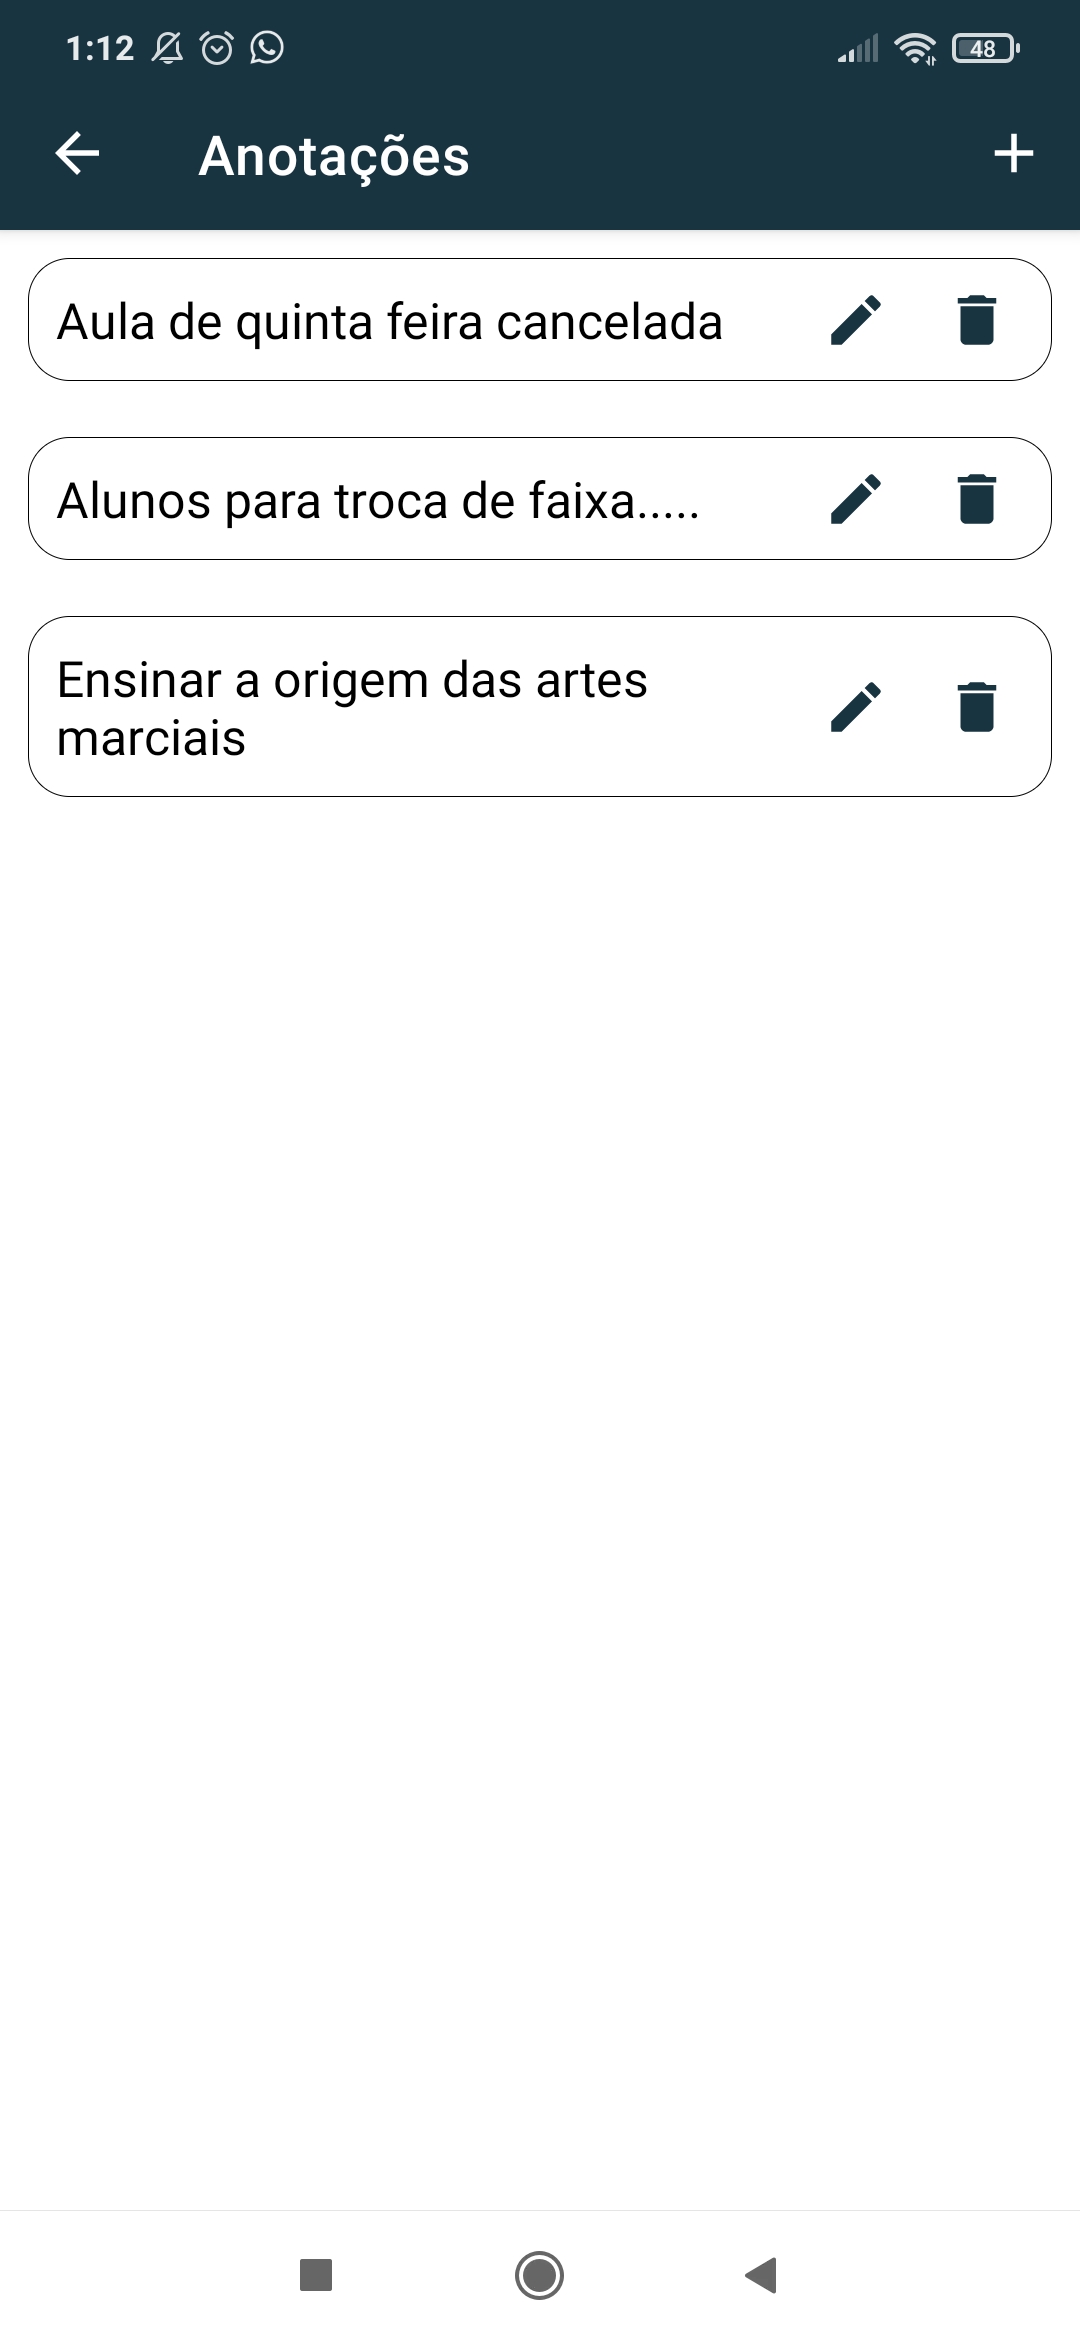 1:12
48
Anotações
Aula de quinta feira cancelada
Alunos para troca de faixa.....
Ensinar a origem das artes
marciais